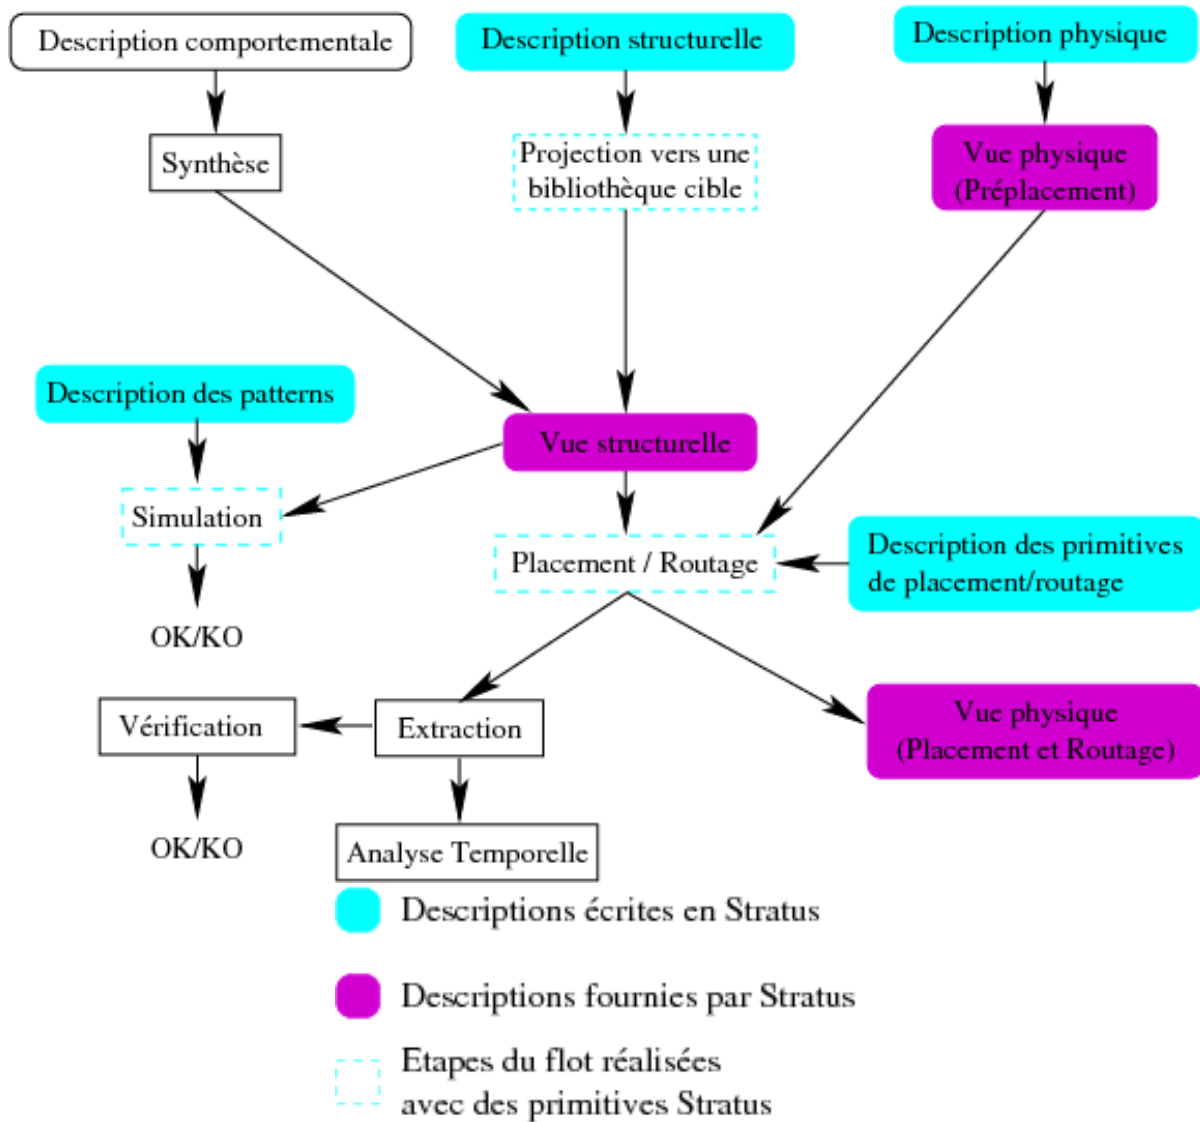 Description comportementale
Description structurelle
Description physique
Synthèse
Projection vers une
bibliothèque cible
Vue physique
(Préplacement)
Description des patterns
Vue structurelle
Simulation
Placement / Routage
Description des primitives
de placement/routage
OK/KO
Vérification
Extraction
Vue physique
(Placement et Routage)
OK/KO
Analyse Temporelle
Descriptions écrites en Stratus
Descriptions fournies par Stratus
Etapes du flot réalisées
avec des primitives Stratus